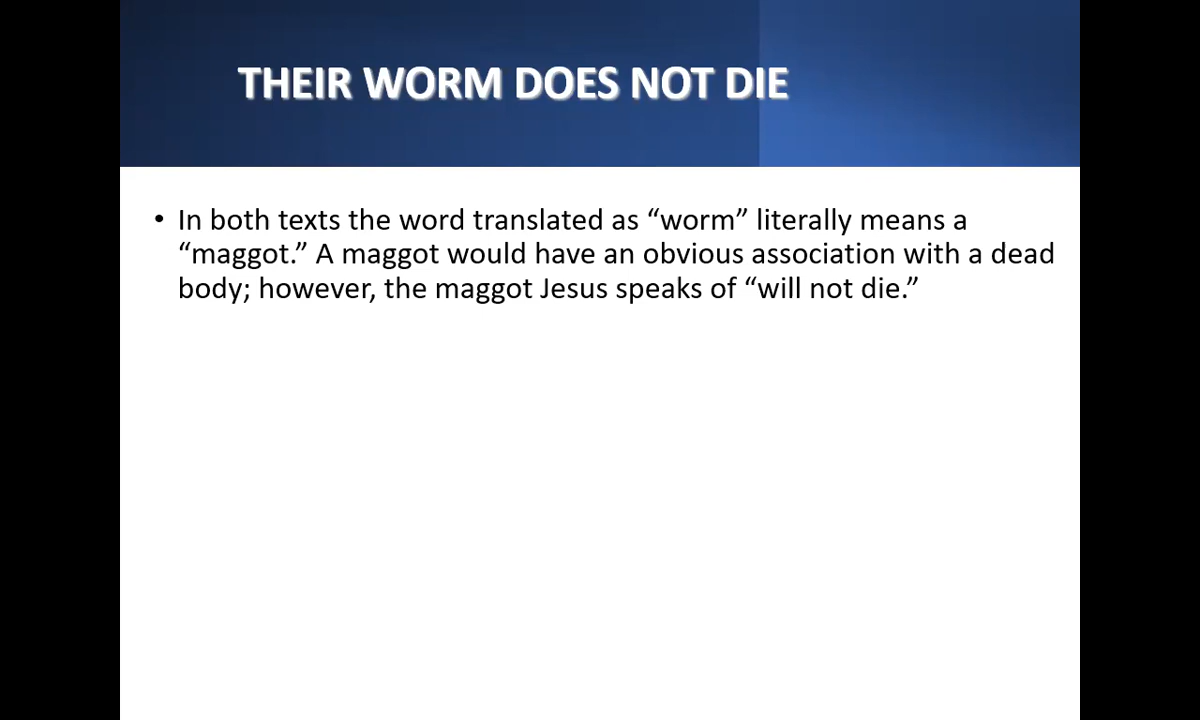 THEIR WORM DOES NOT DIE
• In both texts the word translated as “worm” literally means a
“maggot.” A maggot would have an obvious association with a dead
body; however, the maggot Jesus speaks of “will not die.”